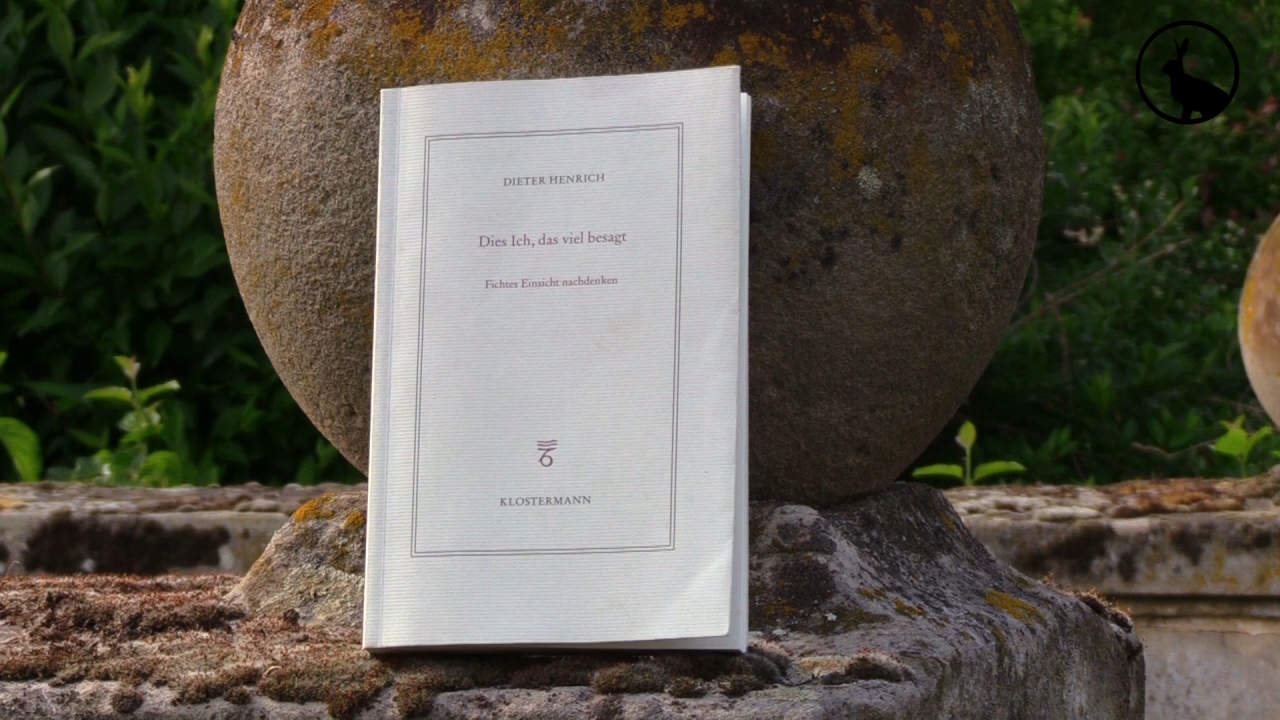 DIETER HENRICH
Dies Ich, das viel besagt
Fichtes Einsicht nachdenken
KLOSTERMANN